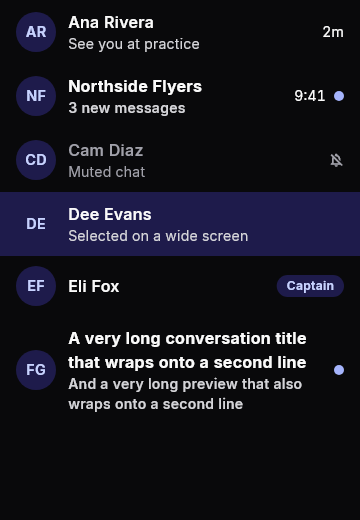 AR
Ana Rivera
2m
See you at practice
NF
Northside Flyers
9:41
3 new messages
CD
Cam Diaz
Muted chat
DE
Dee Evans
Selected on a wide screen
EF
Eli Fox
Captain
FG
A very long conversation title
that wraps onto a second line
And a very long preview that also
wraps onto a second line